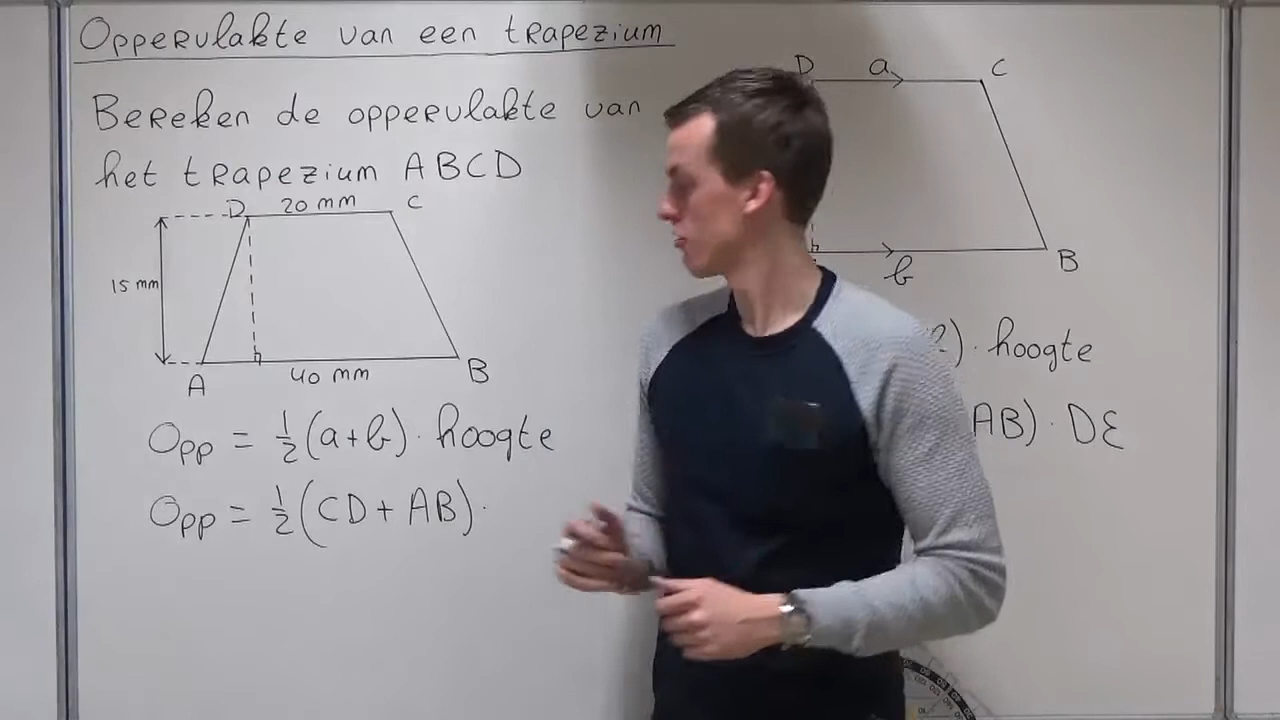 Oppervlakte van een trapezium
Bereken de oppervlakte van
het trapezium ABCD
D 20 mm C
15 mm
A 40 mm B
Opp = 1/2 (a+b) · hoogte
Opp = 1/2 (CD + AB) ·
D a C
b B
) · hoogte
AB) · DE